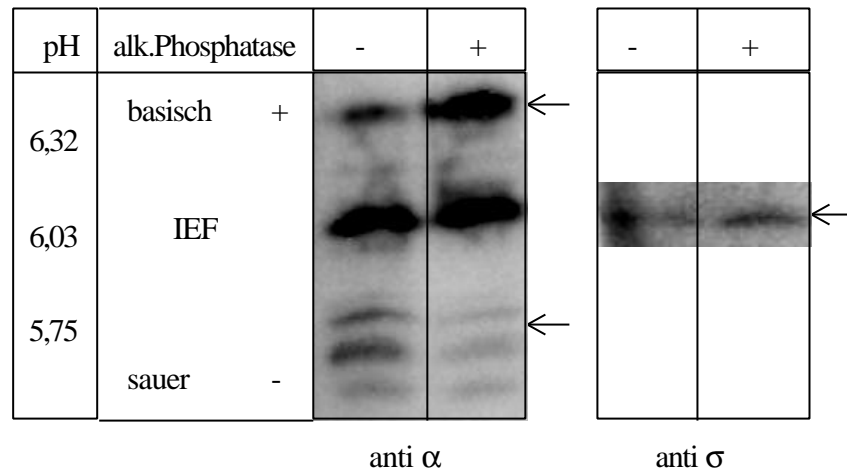 pH alk.Phosphatase - + - +
basisch +
6,32
6,03 IEF
5,75
sauer -
anti α anti σ